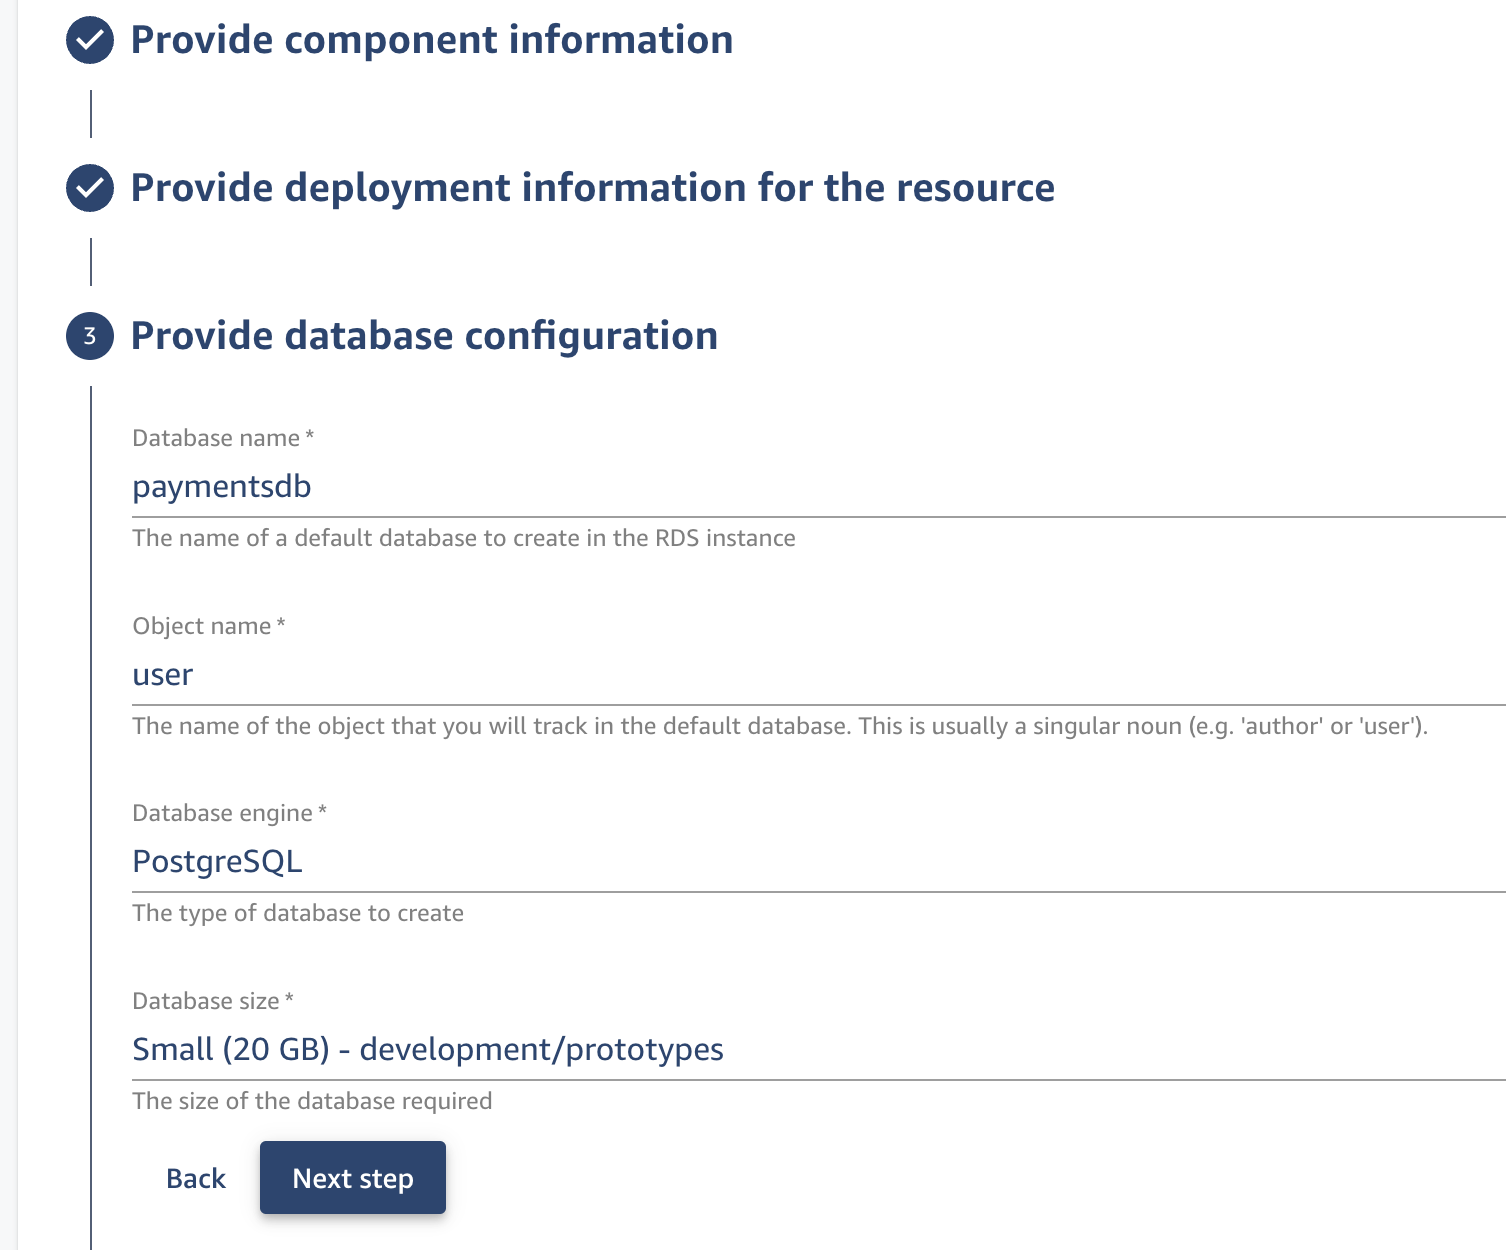 Provide component information
Provide deployment information for the resource
3 Provide database configuration
Database name *
paymentsdb
The name of a default database to create in the RDS instance
Object name *
user
The name of the object that you will track in the default database. This is usually a singular noun (e.g. 'author' or 'user').
Database engine *
PostgreSQL
The type of database to create
Database size *
Small (20 GB) - development/prototypes
The size of the database required
Back Next step